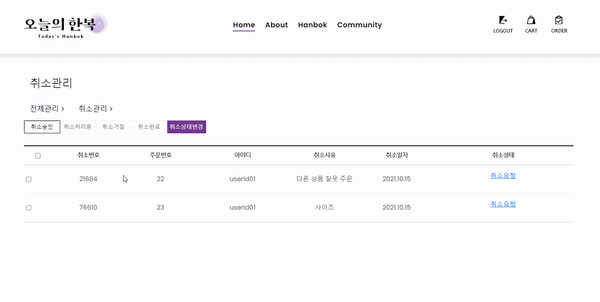 오늘의 한복
Today's Hanbok
Home About Hanbok Community
LOGOUT CART ORDER
취소관리
전체관리 > 취소관리 >
취소승인 취소처리중 취소거절 취소완료 취소상태변경
취소번호 주문번호 아이디 취소사유 취소일자 취소상태
21684 22 userid01 다른 상품 잘못 주문 2021.10.15 취소요청
76610 23 userid01 사이즈 2021.10.15 취소요청